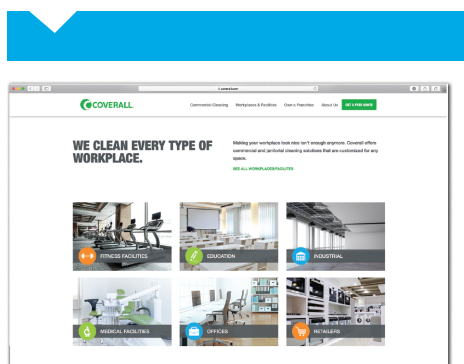 COVERALL
Commercial Cleaning Workplaces & Facilities Own a Franchise About Us GET A FREE QUOTE
WE CLEAN EVERY TYPE OF
WORKPLACE.
Making your workplace look nice isn't enough anymore. Coverall offers
commercial and janitorial cleaning solutions that are customized for any
space.
SEE ALL WORKPLACES/FACILITIES
FITNESS FACILITIES
EDUCATION
INDUSTRIAL
MEDICAL FACILITIES
OFFICES
RETAILERS